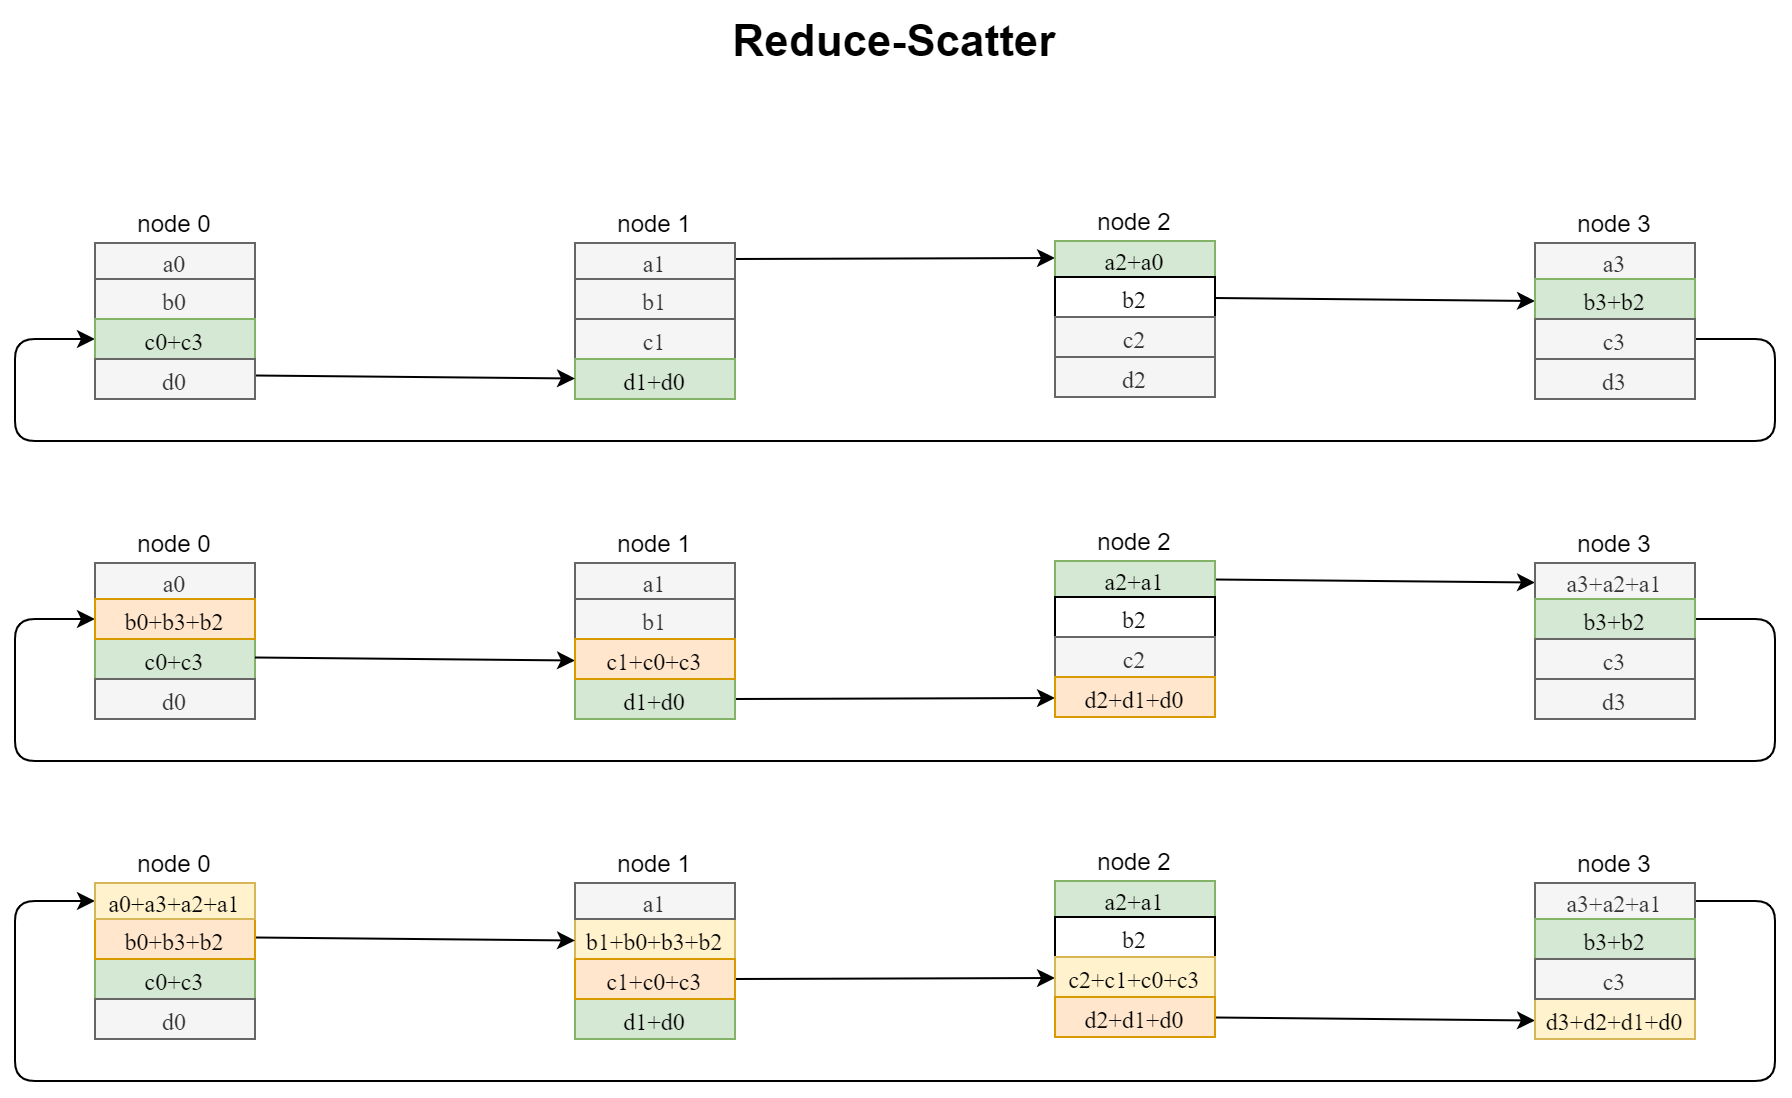 Reduce-Scatter
node 0
node 1
node 2
node 3
a0
a1
a2+a0
a3
b0
b1
b2
b3+b2
c0+c3
c1
c2
c3
d0
d1+d0
d2
d3
node 0
node 1
node 2
node 3
a0
a1
a2+a1
a3+a2+a1
b0+b3+b2
b1
b2
b3+b2
c0+c3
c1+c0+c3
c2
c3
d0
d1+d0
d2+d1+d0
d3
node 0
node 1
node 2
node 3
a0+a3+a2+a1
a1
a2+a1
a3+a2+a1
b0+b3+b2
b1+b0+b3+b2
b2
b3+b2
c0+c3
c1+c0+c3
c2+c1+c0+c3
c3
d0
d1+d0
d2+d1+d0
d3+d2+d1+d0